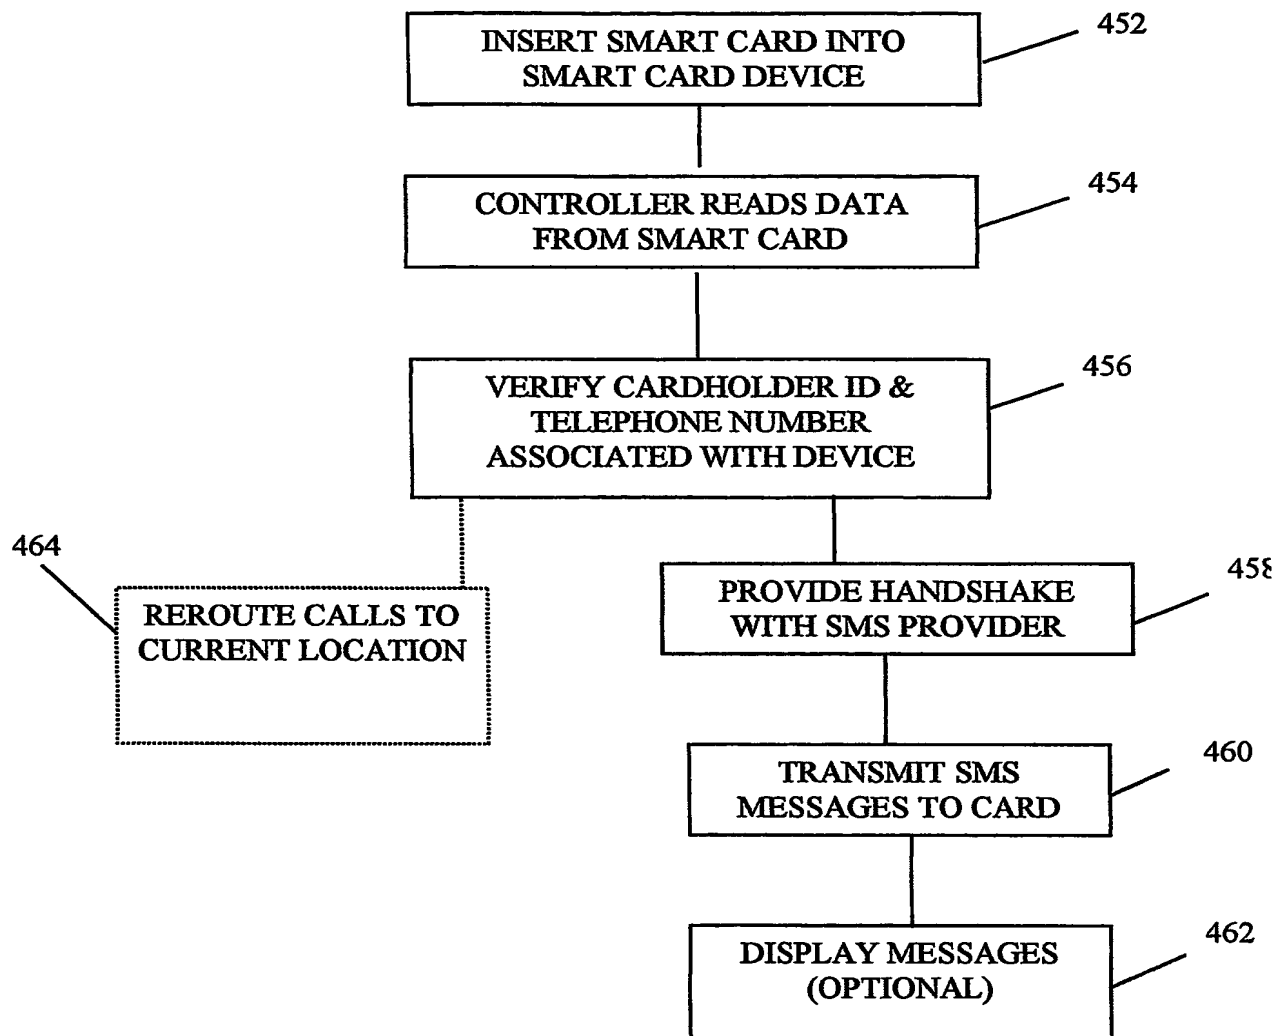 INSERT SMART CARD INTO
SMART CARD DEVICE
452
CONTROLLER READS DATA
FROM SMART CARD
454
VERIFY CARDHOLDER ID &
TELEPHONE NUMBER
ASSOCIATED WITH DEVICE
456
464
REROUTE CALLS TO
CURRENT LOCATION
PROVIDE HANDSHAKE
WITH SMS PROVIDER
458
TRANSMIT SMS
MESSAGES TO CARD
460
DISPLAY MESSAGES
(OPTIONAL)
462